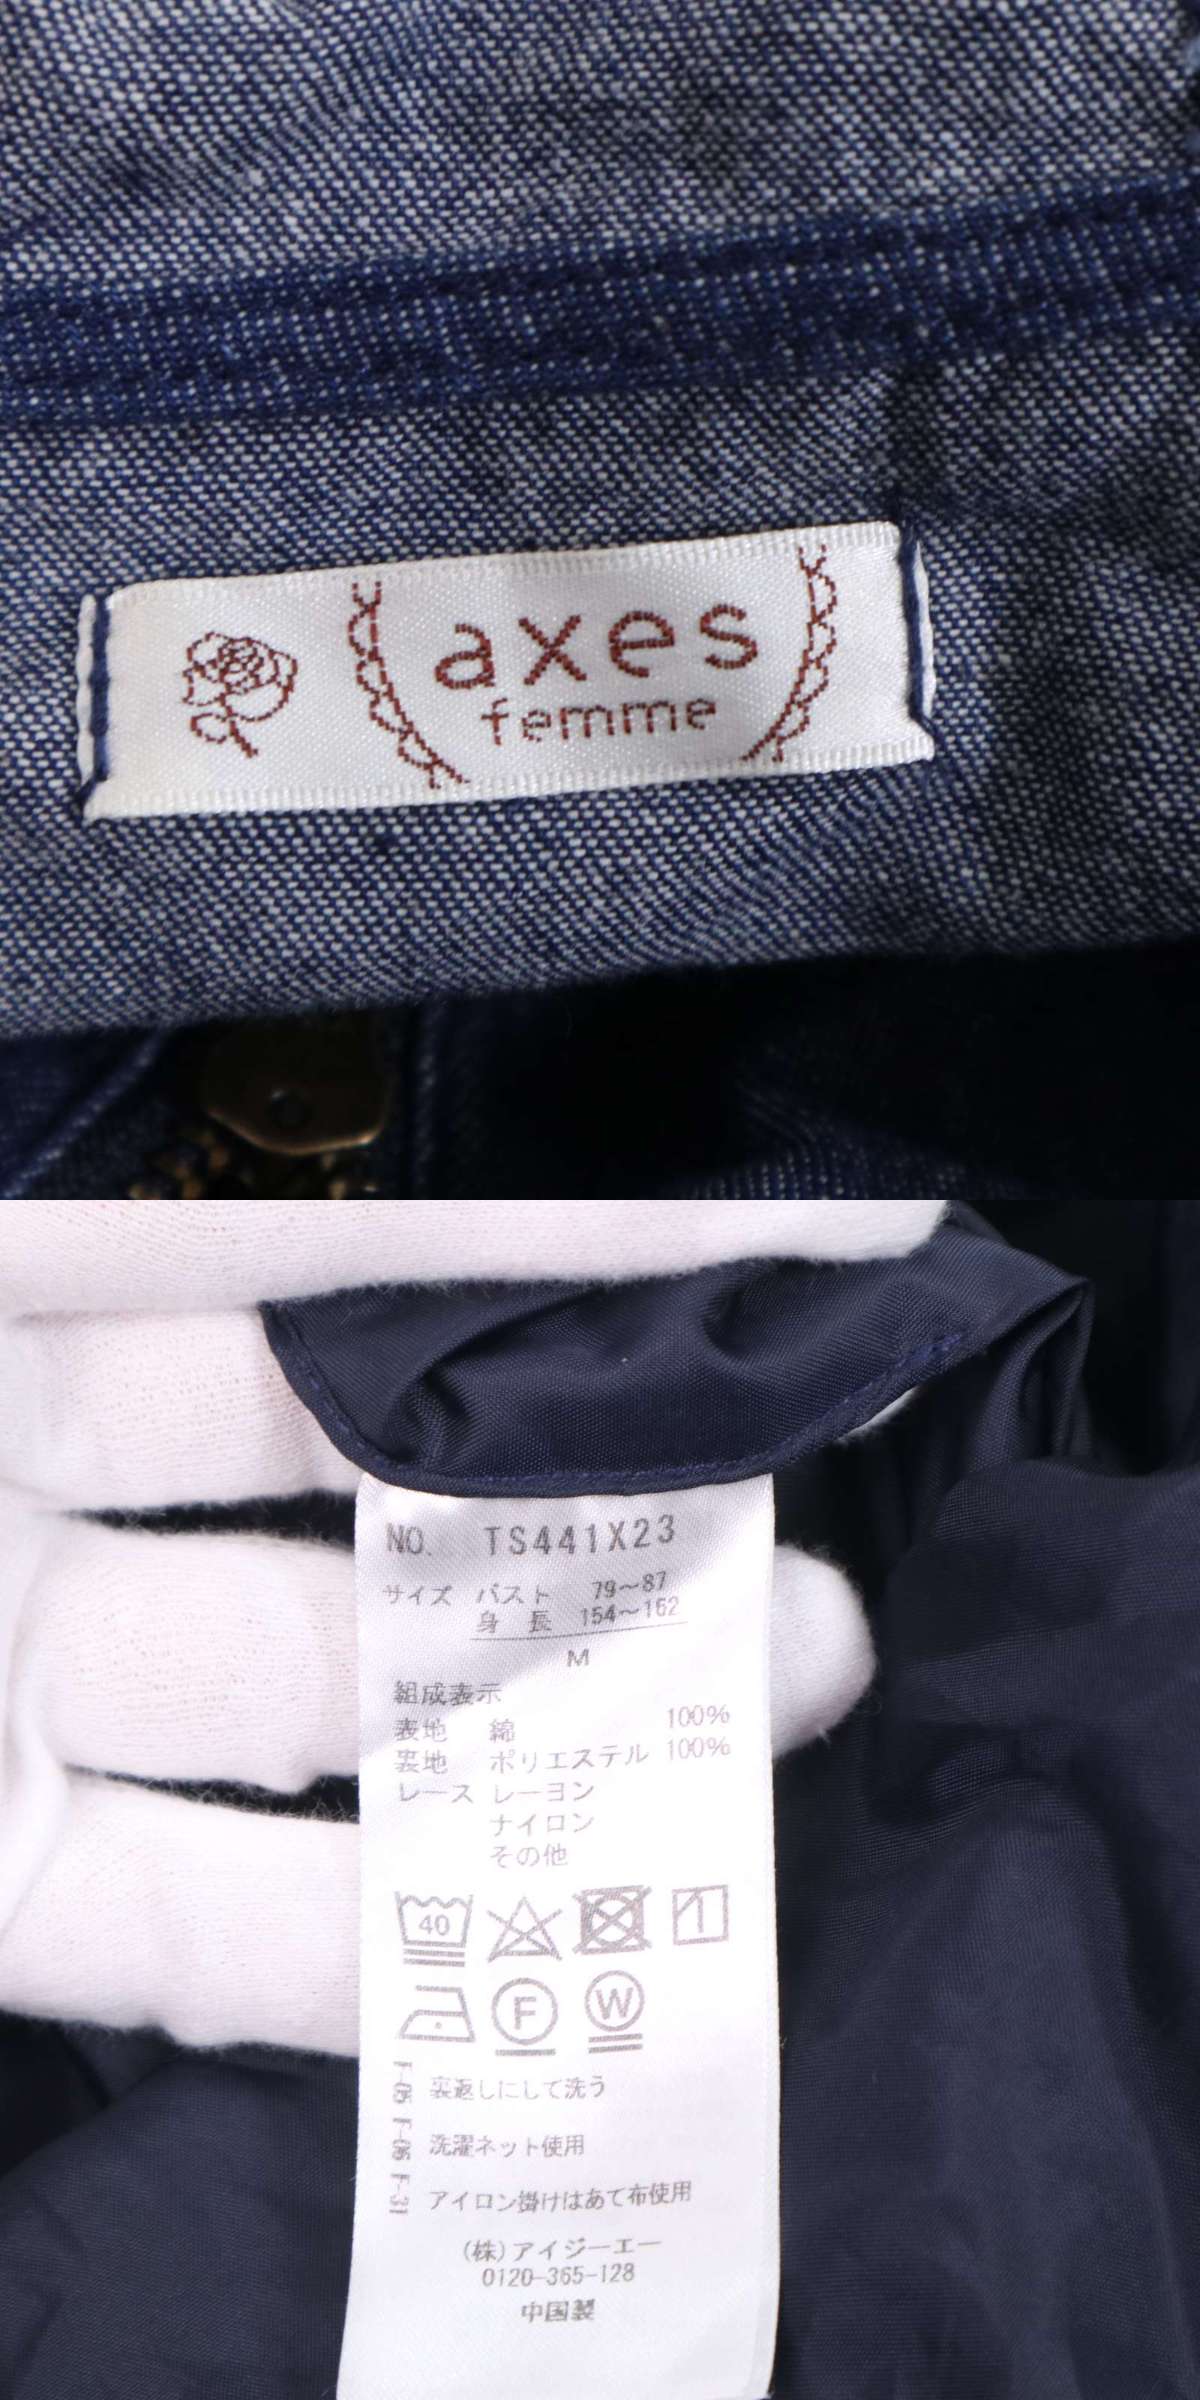 axes
femme
NO. TS441X23
サイズ バスト 79〜87
身長 154〜162
M
組成表示
表地 綿 100%
裏地 ポリエステル 100%
レース レーヨン
ナイロン
その他
40
F W
F-05 裏返しにして洗う
F-06 洗濯ネット使用
F-31 アイロン掛けはあて布使用
(株)アイジーエー
0120-365-128
中国製